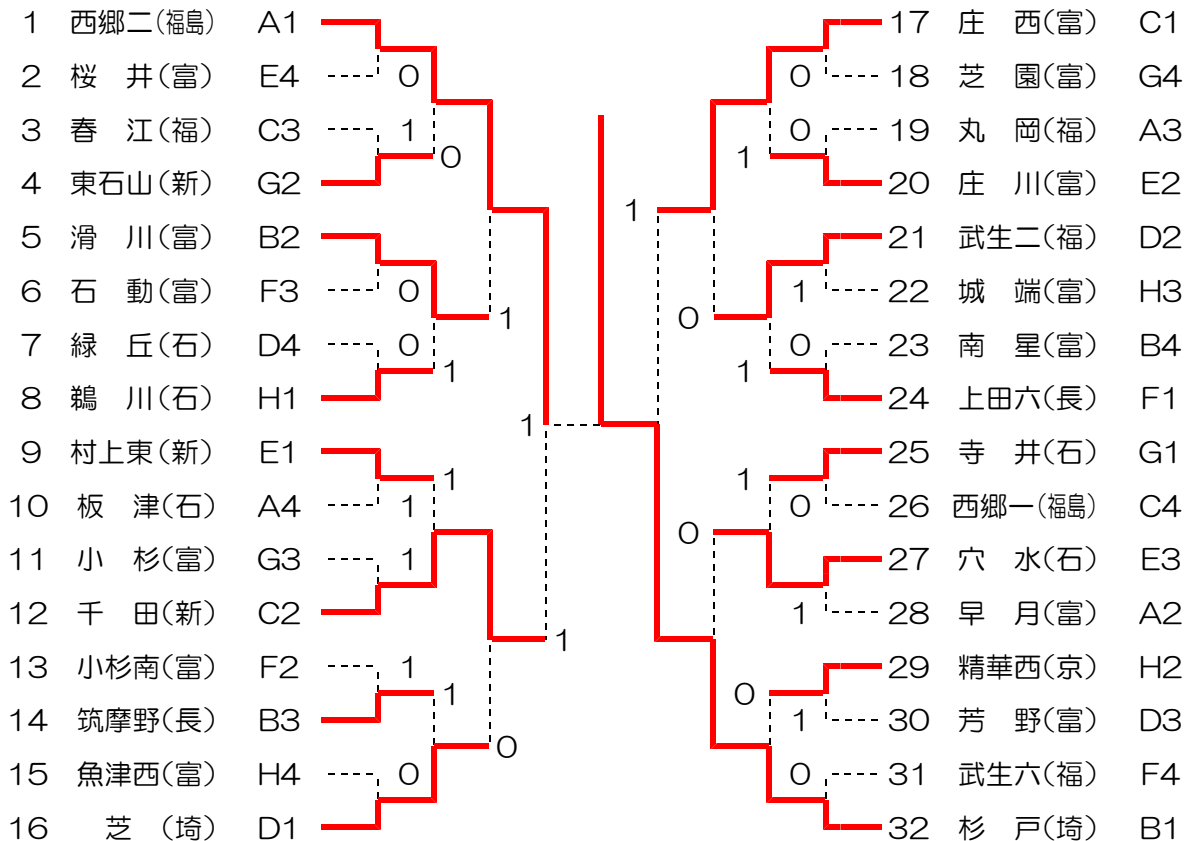 1 西郷二(福島) A1
2 桜 井(富) E4
0
3 春 江(福) C3
1
0
4 東石山(新) G2
5 滑 川(富) B2
6 石 動(富) F3
0
1
7 緑 丘(石) D4
0
1
8 鵜 川(石) H1
1
9 村上東(新) E1
1
10 板 津(石) A4
1
11 小 杉(富) G3
1
12 千 田(新) C2
1
13 小杉南(富) F2
1
1
14 筑摩野(長) B3
0
15 魚津西(富) H4
0
16 芝 (埼) D1
17 庄 西(富) C1
0
18 芝 園(富) G4
0
19 丸 岡(福) A3
1
20 庄 川(富) E2
1
21 武生二(福) D2
1
22 城 端(富) H3
0
0
23 南 星(富) B4
1
24 上田六(長) F1
1
25 寺 井(石) G1
0
26 西郷一(福島) C4
0
27 穴 水(石) E3
1
28 早 月(富) A2
29 精華西(京) H2
0
1
30 芳 野(富) D3
0
31 武生六(福) F4
32 杉 戸(埼) B1